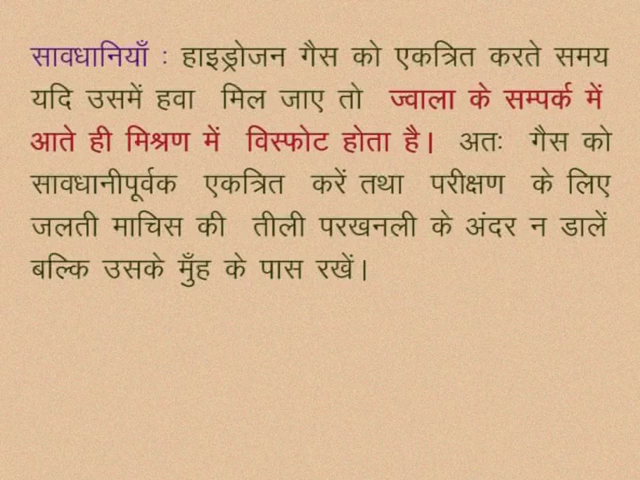 सावधानियाँ : हाइड्रोजन गैस को एकत्रित करते समय
यदि उसमें हवा मिल जाए तो ज्वाला के सम्पर्क में
आते ही मिश्रण में विस्फोट होता है। अतः गैस को
सावधानीपूर्वक एकत्रित करें तथा परीक्षण के लिए
जलती माचिस की तीली परखनली के अंदर न डालें
बल्कि उसके मुँह के पास रखें।